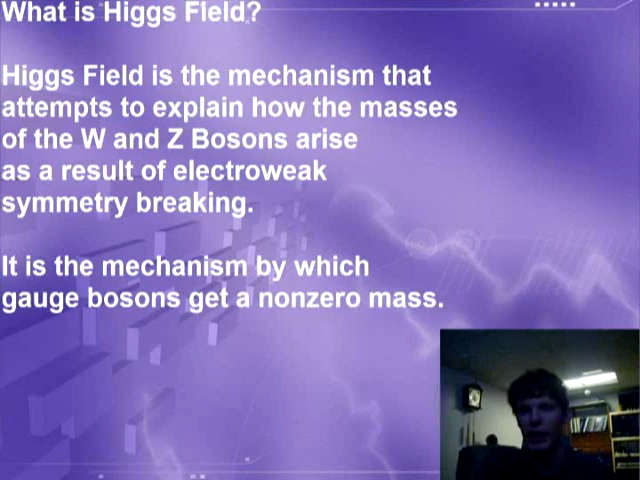 What is Higgs Field?
Higgs Field is the mechanism that
attempts to explain how the masses
of the W and Z Bosons arise
as a result of electroweak
symmetry breaking.
It is the mechanism by which
gauge bosons get a nonzero mass.